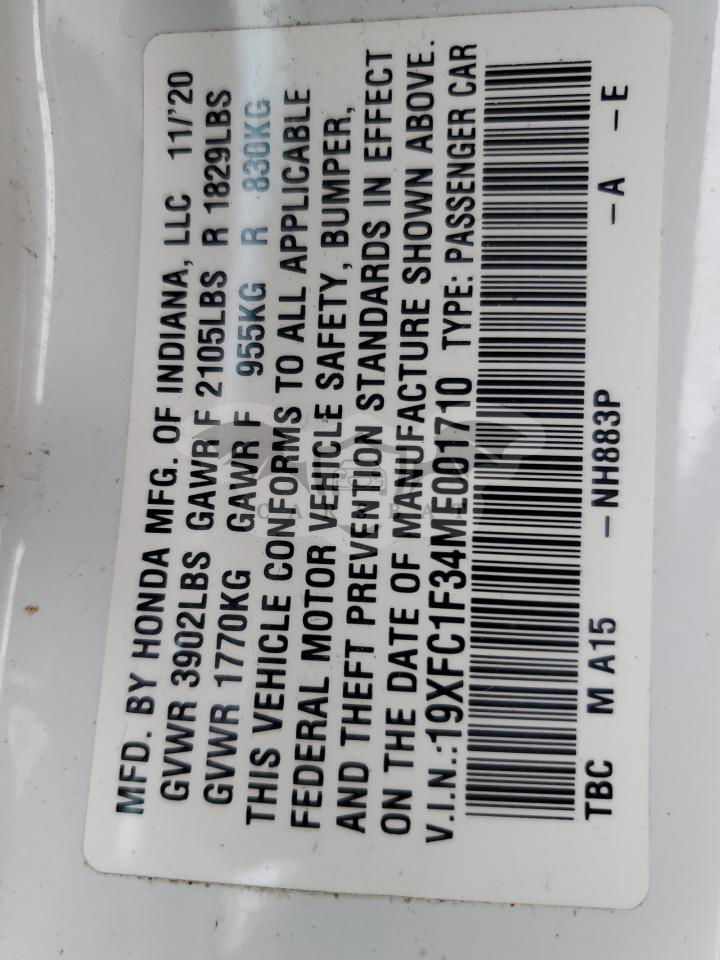 MFD. BY HONDA MFG. OF INDIANA, LLC 11/'20
GVWR 3902LBS GAWR F 2105LBS R 1829LBS
GVWR 1770KG GAWR F 955KG R 830KG
THIS VEHICLE CONFORMS TO ALL APPLICABLE
FEDERAL MOTOR VEHICLE SAFETY, BUMPER,
AND THEFT PREVENTION STANDARDS IN EFFECT
ON THE DATE OF MANUFACTURE SHOWN ABOVE.
V.I.N.:19XFC1F34ME001710 TYPE: PASSENGER CAR
TBC M A15 -NH883P -A -E
CARSBAT